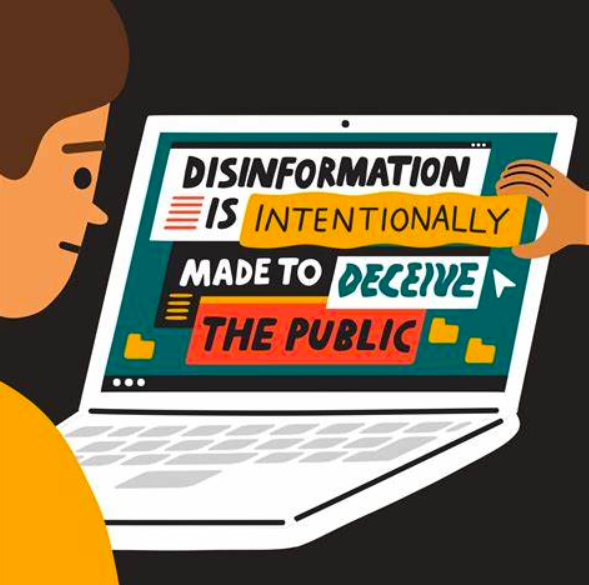 DISINFORMATION
IS INTENTIONALLY
MADE TO DECEIVE
THE PUBLIC